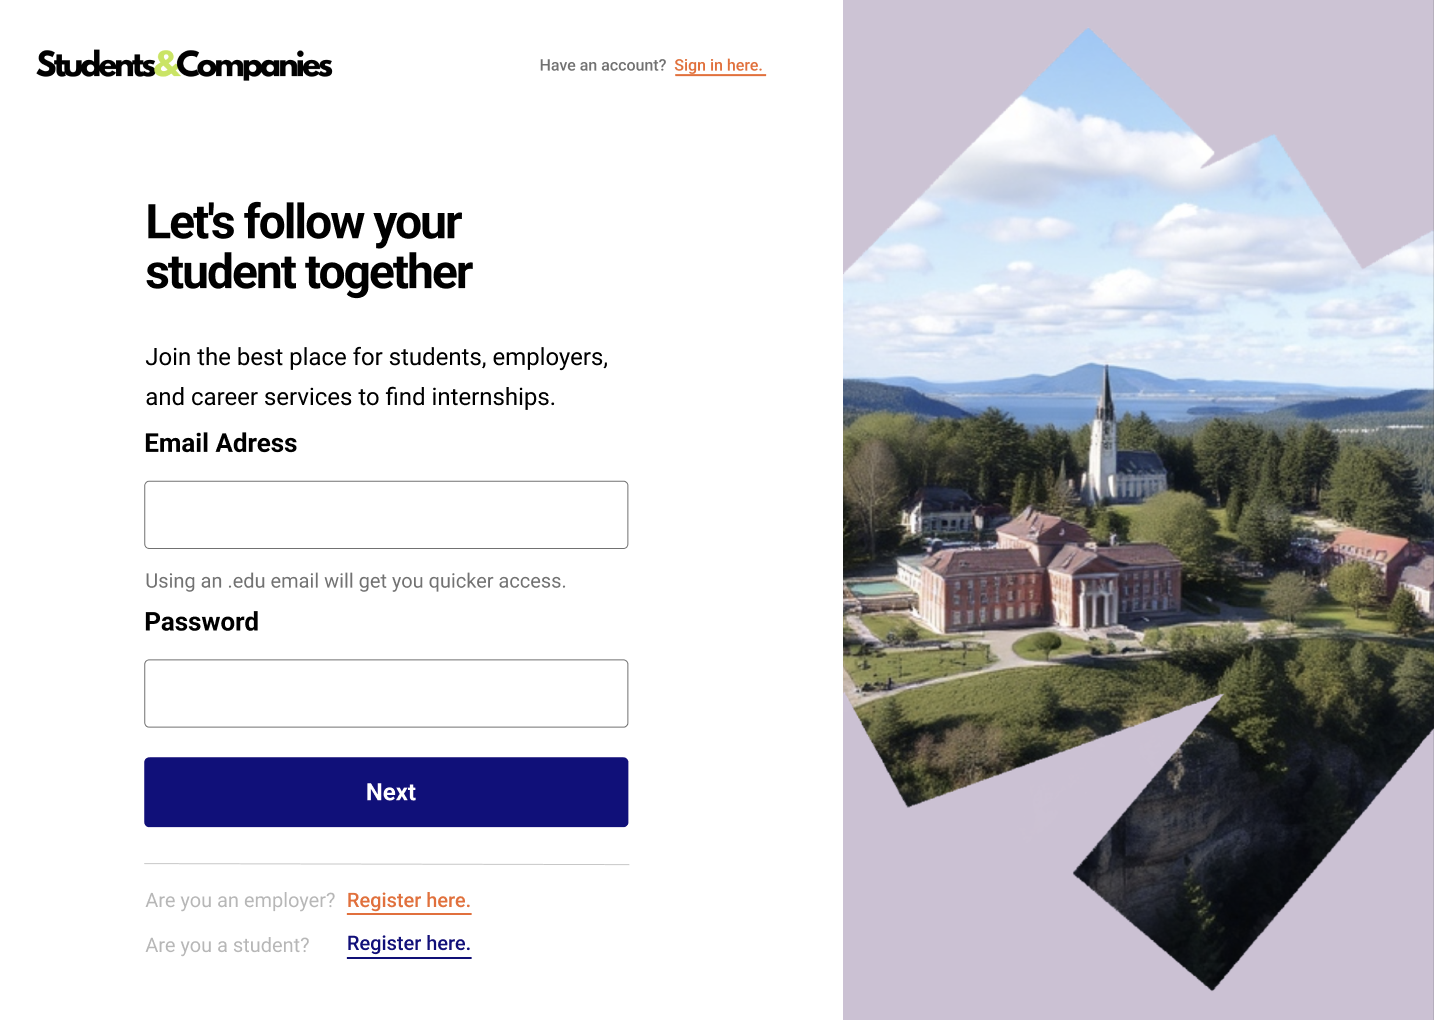 Students&Companies
Have an account? Sign in here.
Let's follow your
student together
Join the best place for students, employers,
and career services to find internships.
Email Adress
Using an .edu email will get you quicker access.
Password
Next
Are you an employer? Register here.
Are you a student? Register here.